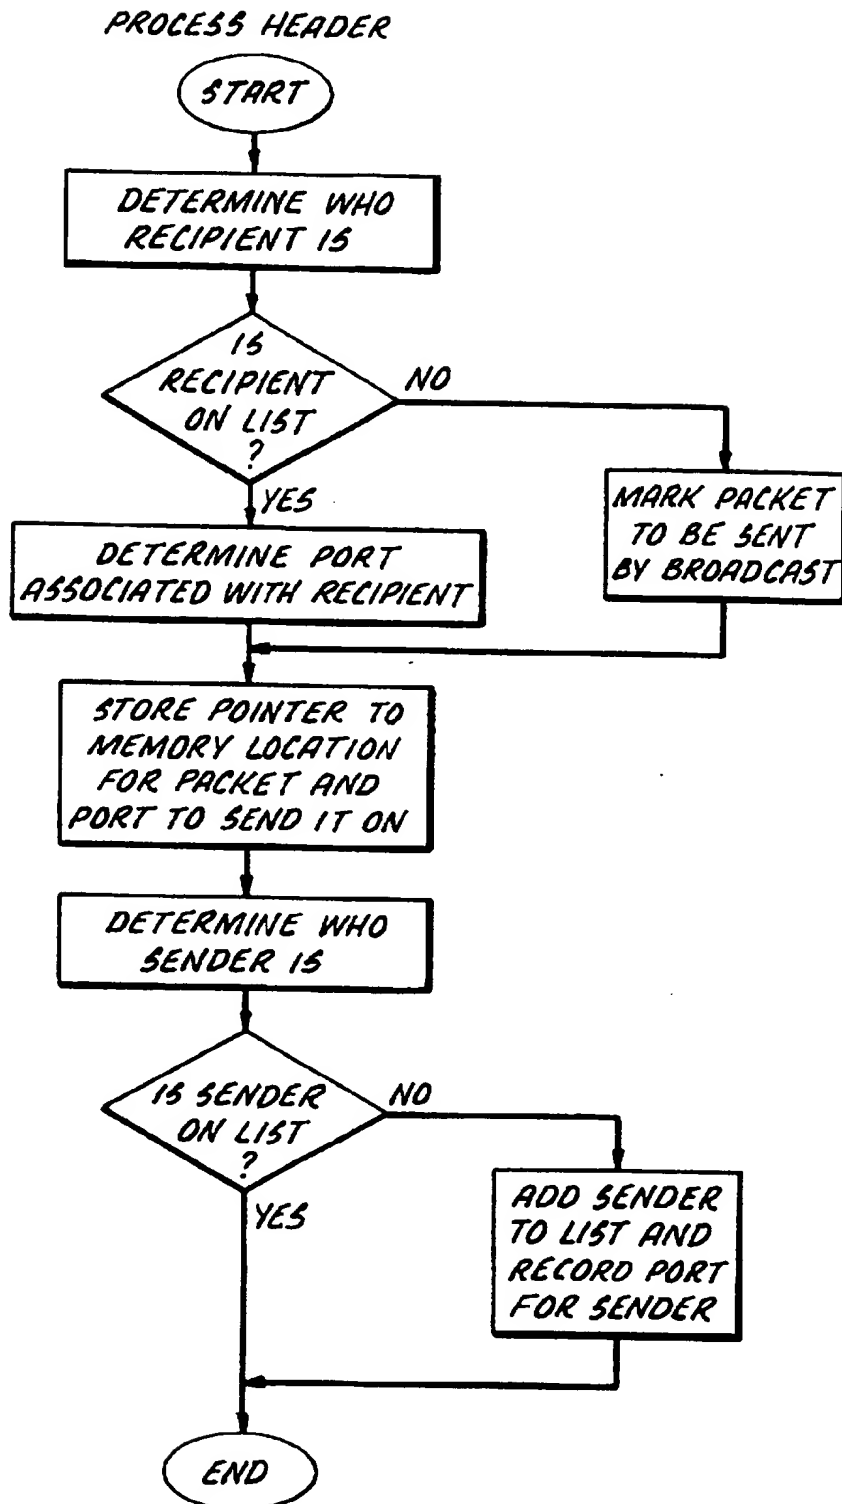 PROCESS HEADER
START
DETERMINE WHO
RECIPIENT IS
IS
RECIPIENT
ON LIST
?
NO
YES
MARK PACKET
TO BE SENT
BY BROADCAST
DETERMINE PORT
ASSOCIATED WITH RECIPIENT
STORE POINTER TO
MEMORY LOCATION
FOR PACKET AND
PORT TO SEND IT ON
DETERMINE WHO
SENDER IS
IS SENDER
ON LIST
?
NO
YES
ADD SENDER
TO LIST AND
RECORD PORT
FOR SENDER
END